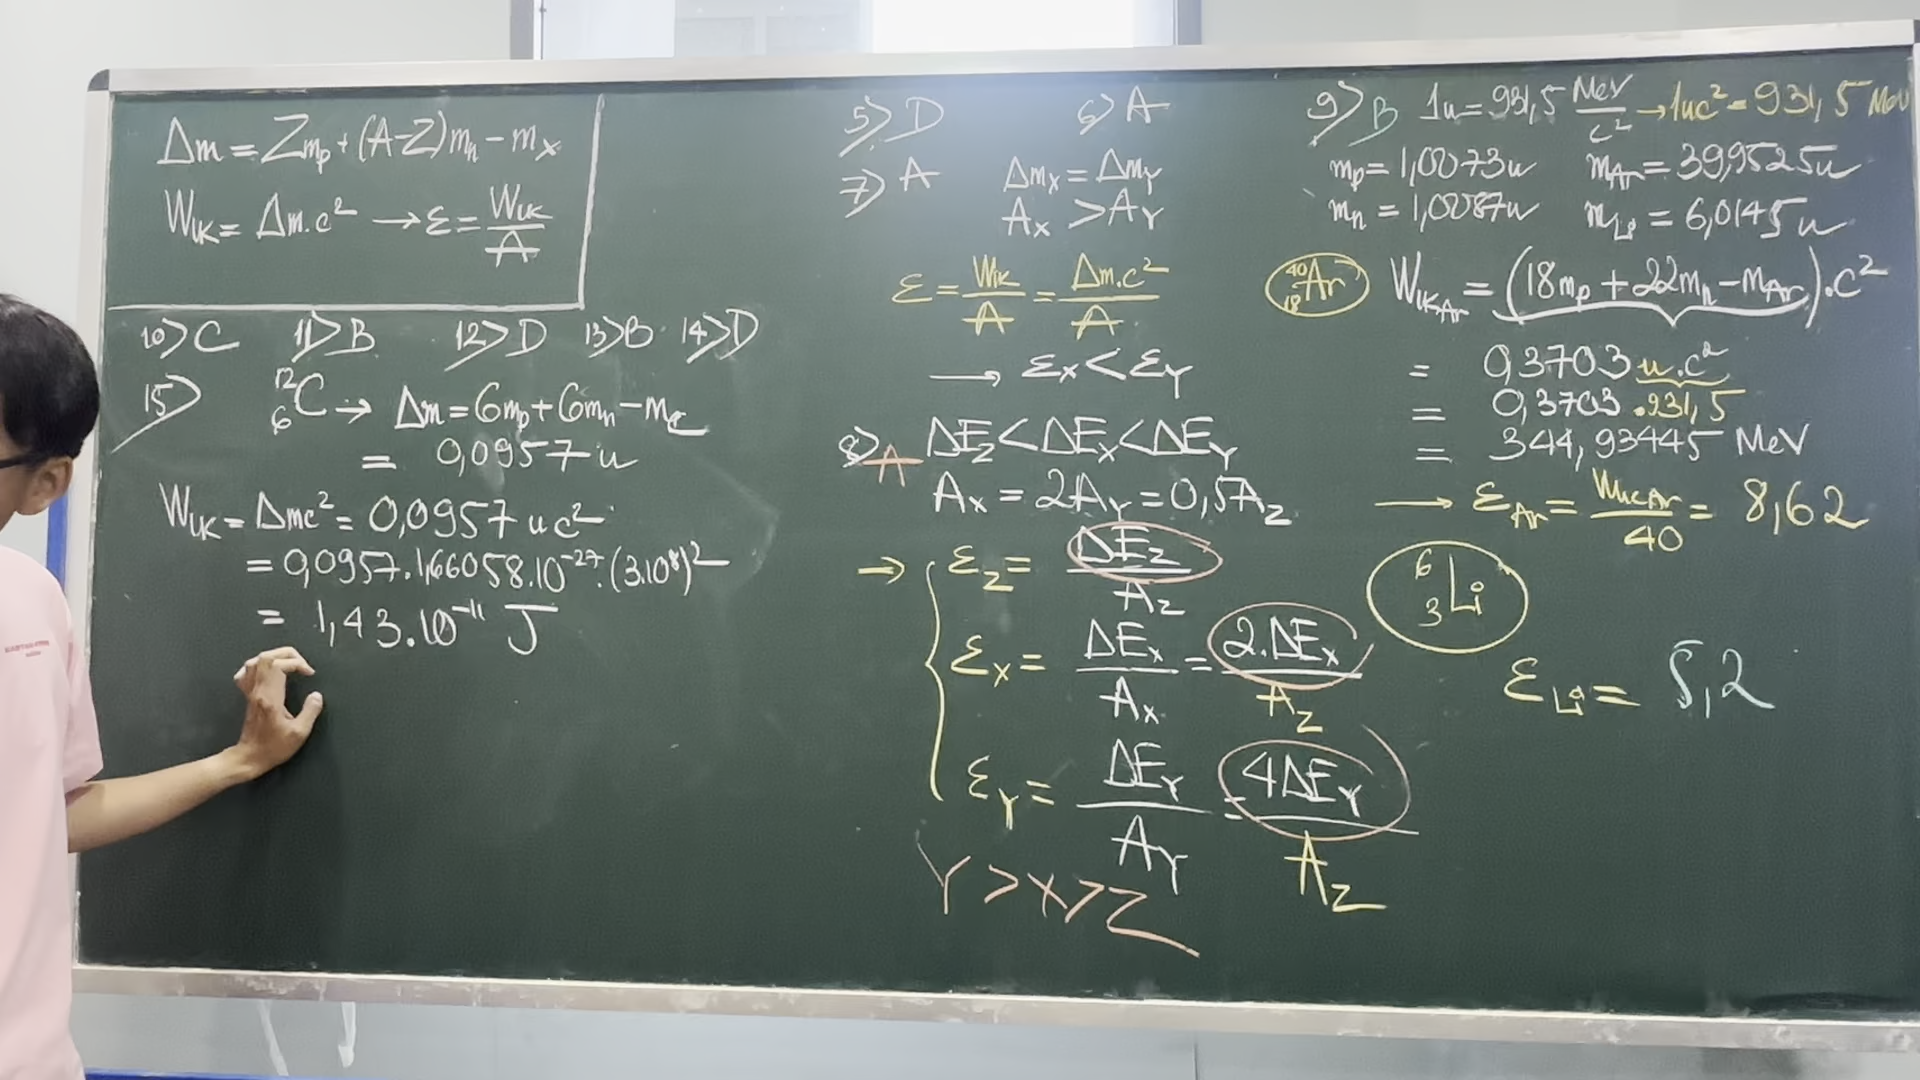 Δm = Zmp + (A-Z)mn - mx
Wlk = Δm.c² → ε = Wlk/A
10> C 11> B 12> D 13> B 14> D
15> ¹²₆C → Δm = 6mp + 6mn - mc
= 0,0957 u
Wlk = Δmc² = 0,0957 uc²
= 0,0957.1,66058.10⁻²⁷.(3.10⁸)²
= 1,43.10⁻¹¹ J
5> D 6> A
7> A Δmx = ΔmY
Ax > AY
ε = Wlk/A = Δm.c²/A
→ εx < εY
8> A ΔEZ < ΔEX < ΔEY
AX = 2AY = 0,5AZ
→ εZ = ΔEZ/AZ
εX = ΔEX/AX = 2.ΔEX/AZ
εY = ΔEY/AY = 4ΔEY/AZ
Y > X > Z
9> B 1u = 931,5 MeV/c² → 1uc² = 931,5 MeV
mp = 1,0073u mAr = 39,9525u
mn = 1,0087u mLi = 6,0145u
⁴⁰₁₈Ar WlkAr = (18mp + 22mn - mAr).c²
= 0,3703 u.c²
= 0,3703.931,5
= 344,93445 MeV
→ εAr = WlkAr/40 = 8,62
⁶₃Li
εLi = 5,2